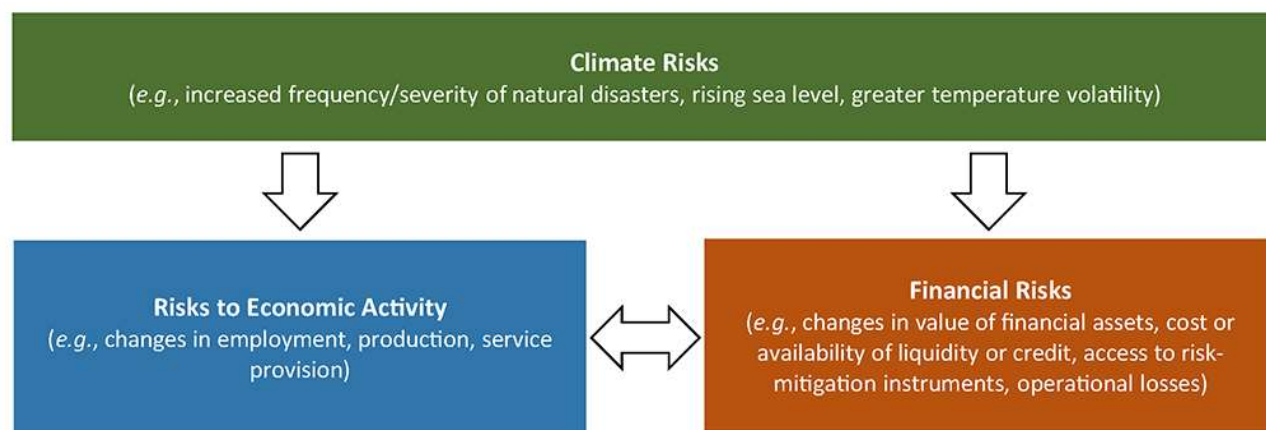 Climate Risks
(e.g., increased frequency/severity of natural disasters, rising sea level, greater temperature volatility)
Risks to Economic Activity
(e.g., changes in employment, production, service
provision)
Financial Risks
(e.g., changes in value of financial assets, cost or
availability of liquidity or credit, access to risk-
mitigation instruments, operational losses)